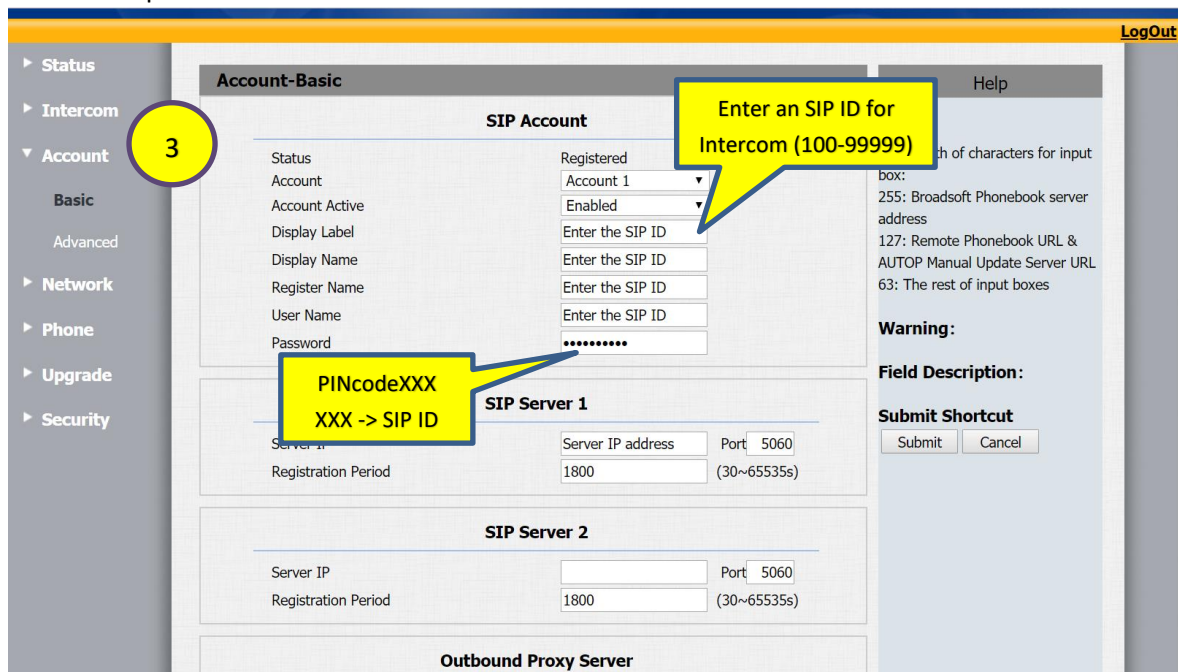 LogOut
Status
Intercom
Account
Basic
Advanced
Network
Phone
Upgrade
Security
3
Account-Basic
SIP Account
Enter an SIP ID for
Intercom (100-99999)
Status Registered
Account Account 1
Account Active Enabled
Display Label Enter the SIP ID
Display Name Enter the SIP ID
Register Name Enter the SIP ID
User Name Enter the SIP ID
Password ••••••••••
PINcodeXXX
XXX -> SIP ID
SIP Server 1
Server IP address Port 5060
Registration Period 1800 (30~65535s)
SIP Server 2
Server IP Port 5060
Registration Period 1800 (30~65535s)
Outbound Proxy Server
Help
of characters for input
box:
255: Broadsoft Phonebook server
address
127: Remote Phonebook URL &
AUTOP Manual Update Server URL
63: The rest of input boxes
Warning:
Field Description:
Submit Shortcut
Submit Cancel